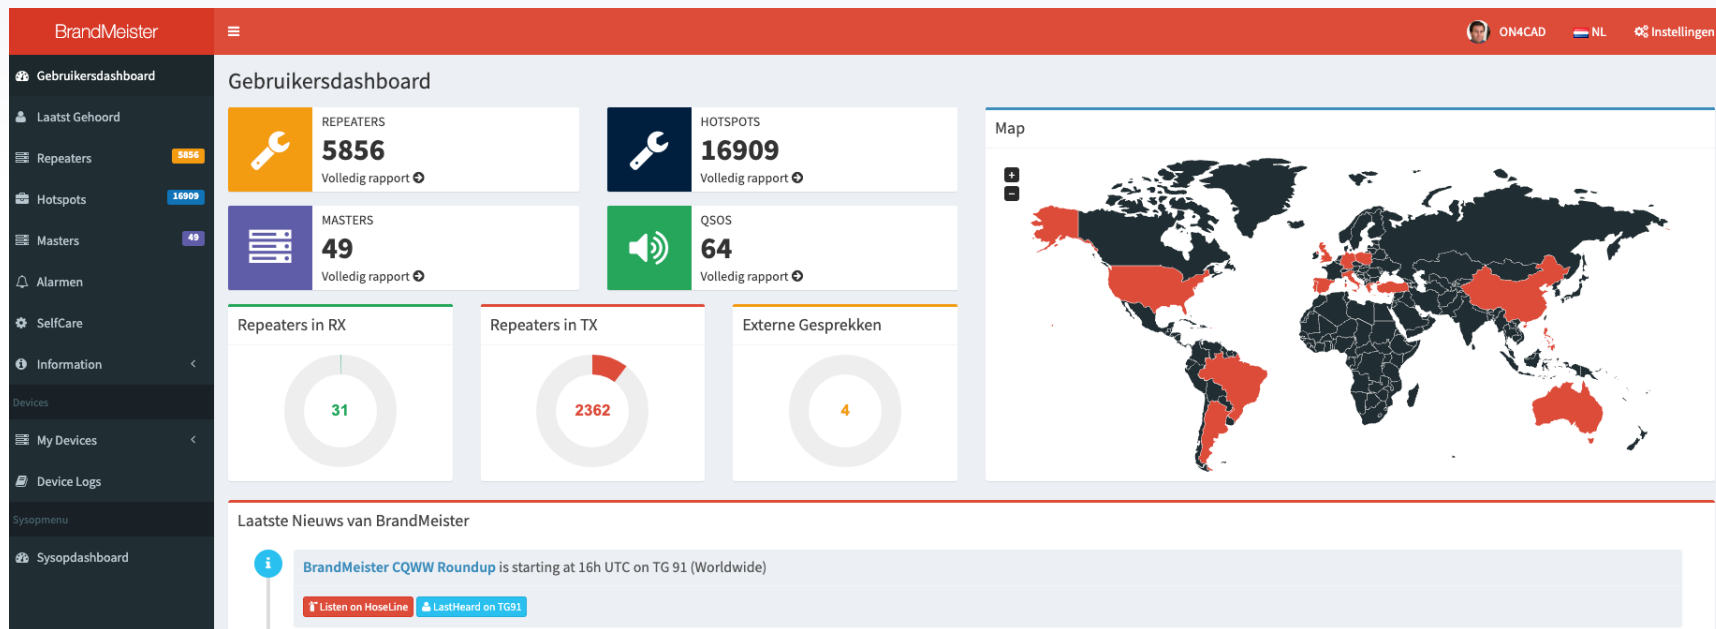 BrandMeister
ON4CAD
NL
Instellingen
Gebruikersdashboard
Laatst Gehoord
Repeaters 5856
Hotspots 16909
Masters 49
Alarmen
SelfCare
Information
Devices
My Devices
Device Logs
Sysopmenu
Sysopdashboard
Gebruikersdashboard
REPEATERS
5856
Volledig rapport
HOTSPOTS
16909
Volledig rapport
MASTERS
49
Volledig rapport
QSOS
64
Volledig rapport
Repeaters in RX
31
Repeaters in TX
2362
Externe Gesprekken
4
Map
+
−
Laatste Nieuws van BrandMeister
BrandMeister CQWW Roundup is starting at 16h UTC on TG 91 (Worldwide)
Listen on HoseLine
LastHeard on TG91